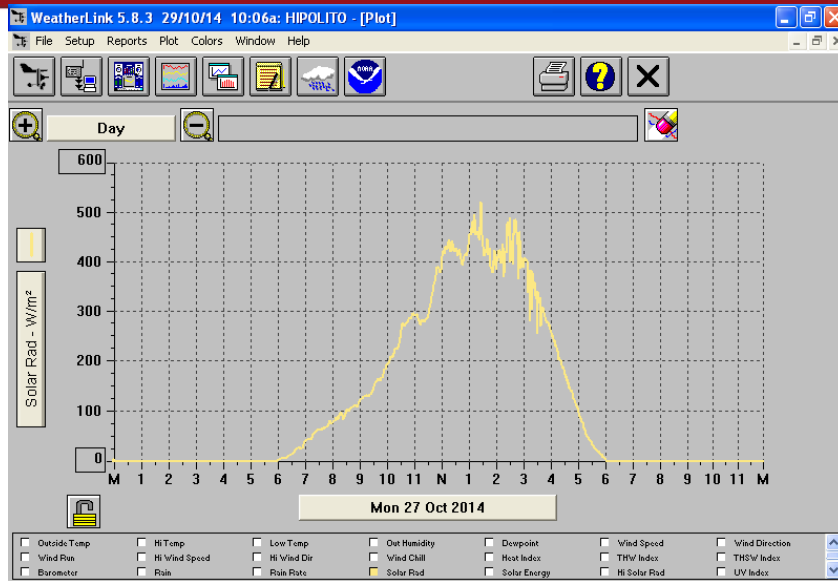 WeatherLink 5.8.3 29/10/14 10:06a: HIPOLITO - [Plot]
File Setup Reports Plot Colors Window Help
NOAA
Day
600
500
400
300
200
100
0
Solar Rad - W/m²
M 1 2 3 4 5 6 7 8 9 10 11 N 1 2 3 4 5 6 7 8 9 10 11 M
Mon 27 Oct 2014
Outside Temp Hi Temp Low Temp Out Humidity Dewpoint Wind Speed Wind Direction
Wind Run Hi Wind Speed Hi Wind Dir Wind Chill Heat Index THW Index THSW Index
Barometer Rain Rain Rate Solar Rad Solar Energy Hi Solar Rad UV Index